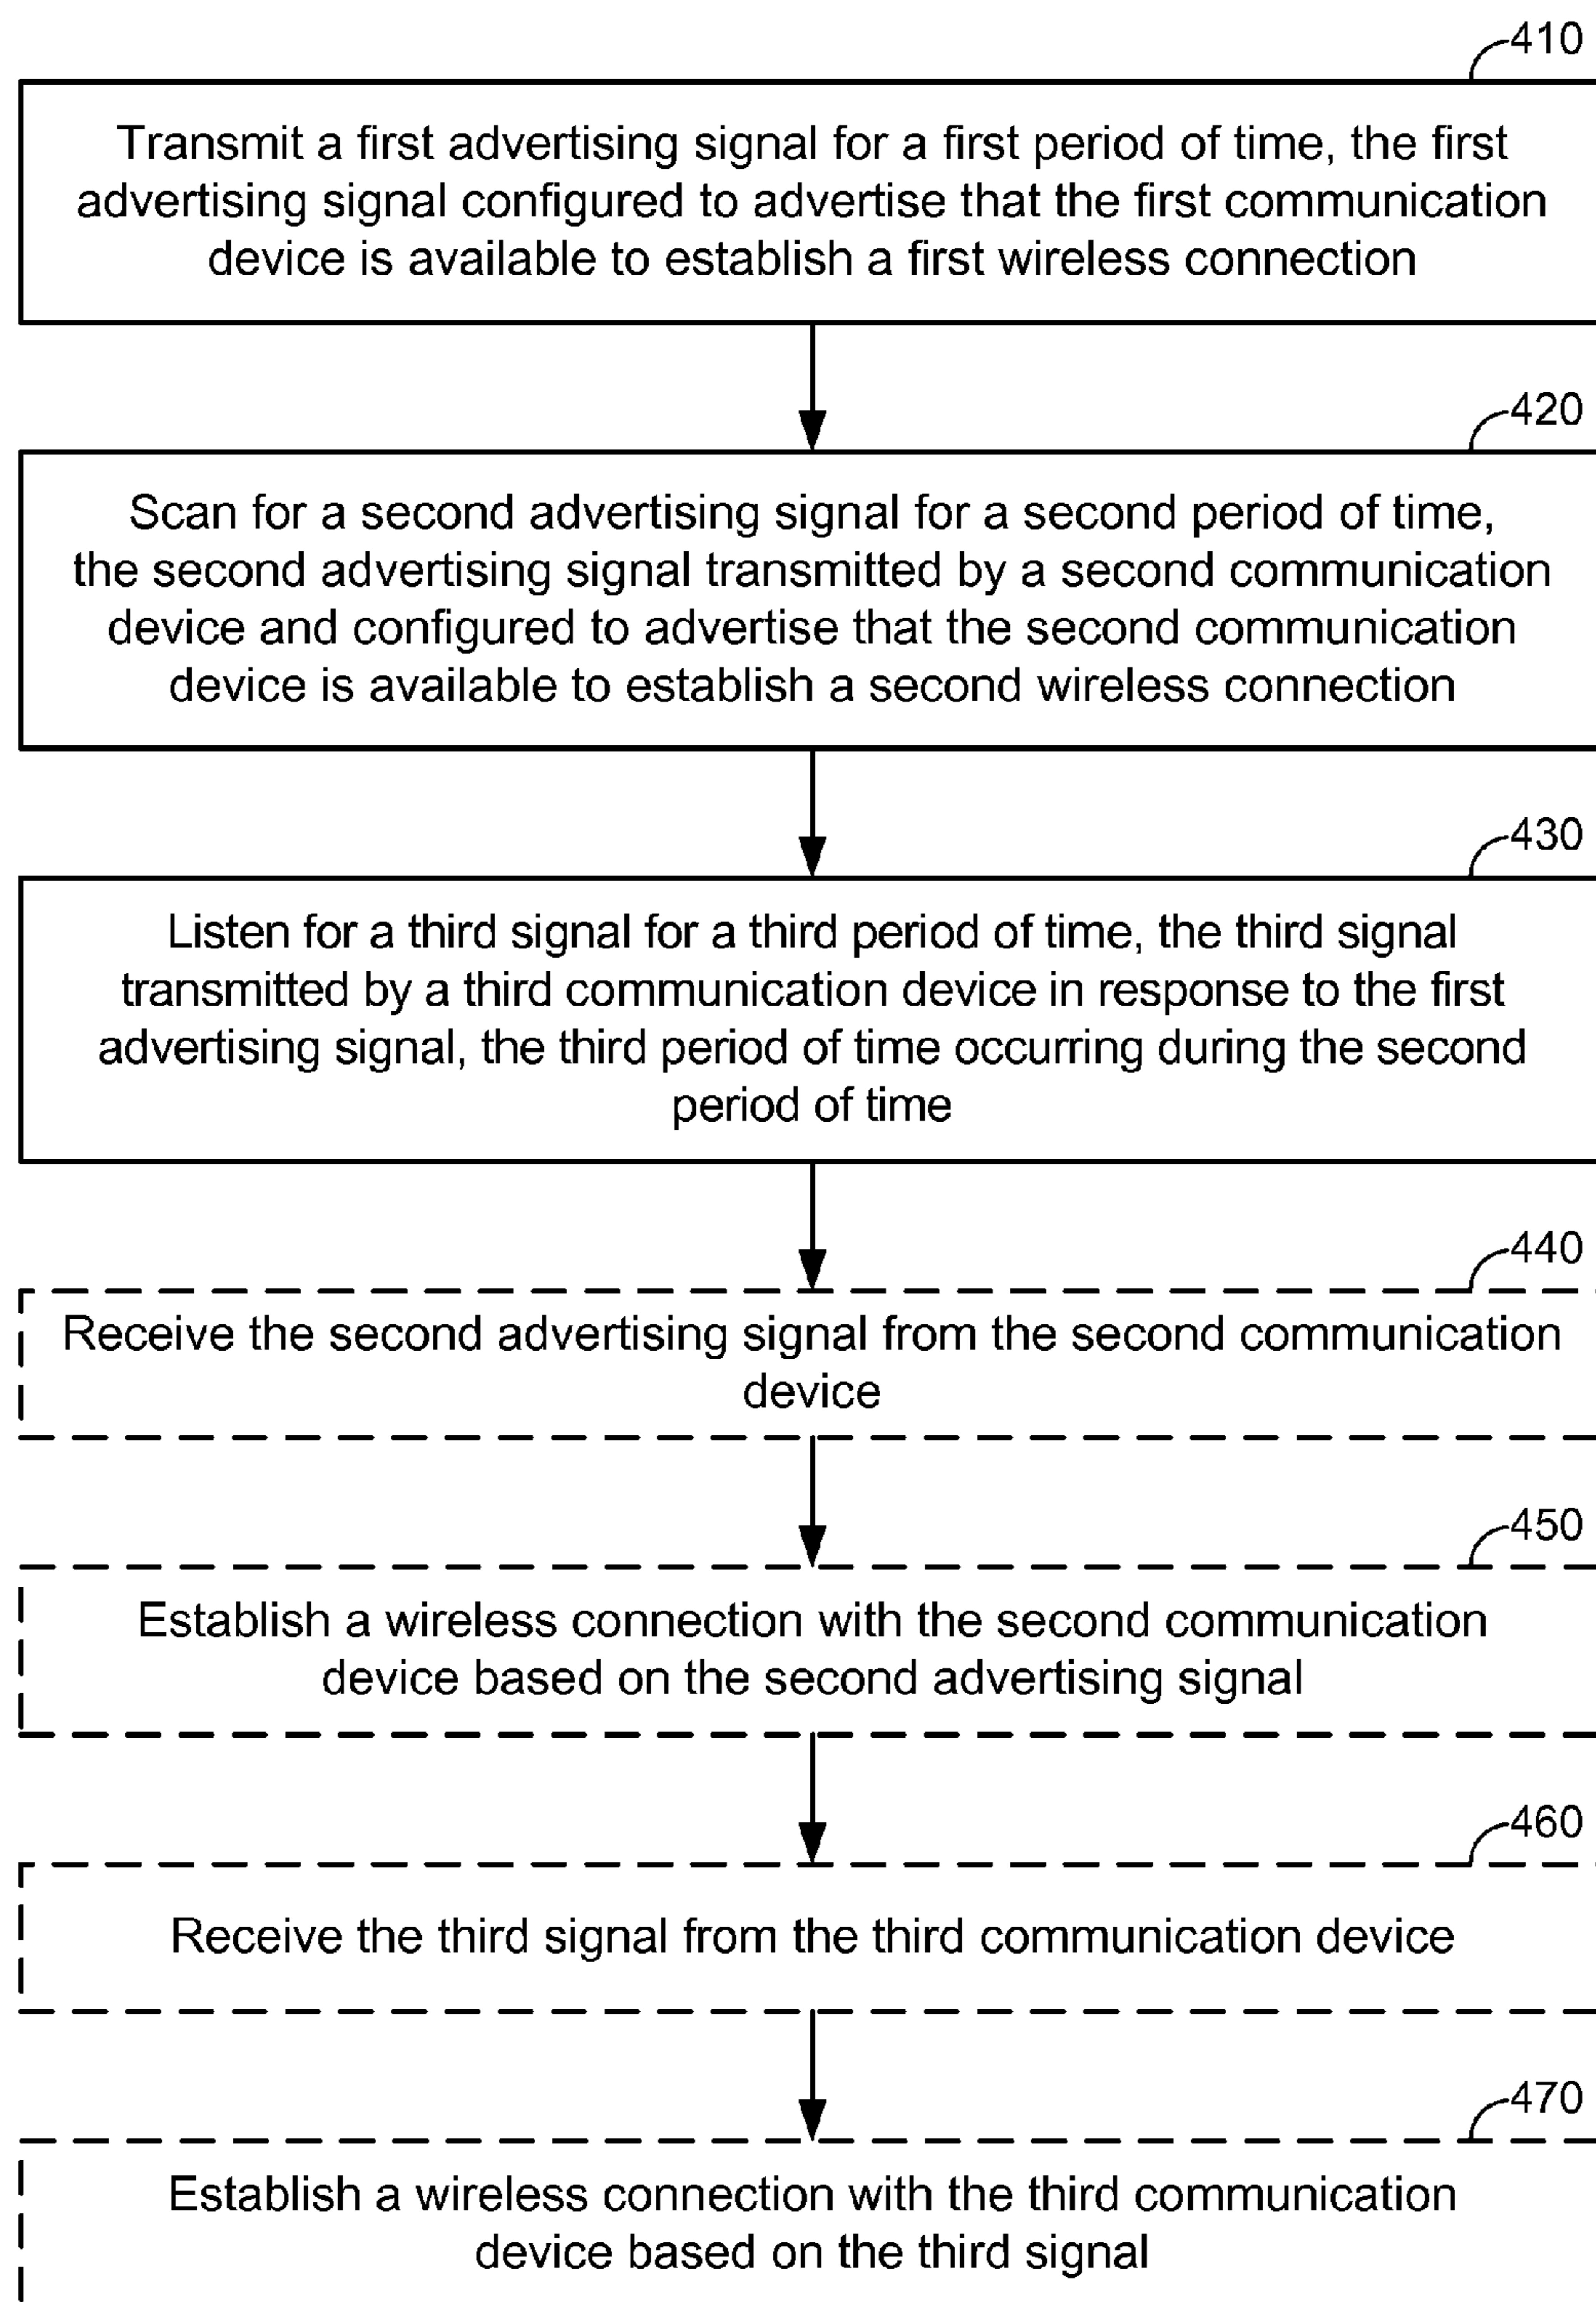 410
Transmit a first advertising signal for a first period of time, the first
advertising signal configured to advertise that the first communication
device is available to establish a first wireless connection
420
Scan for a second advertising signal for a second period of time,
the second advertising signal transmitted by a second communication
device and configured to advertise that the second communication
device is available to establish a second wireless connection
430
Listen for a third signal for a third period of time, the third signal
transmitted by a third communication device in response to the first
advertising signal, the third period of time occurring during the second
period of time
440
Receive the second advertising signal from the second communication
device
450
Establish a wireless connection with the second communication
device based on the second advertising signal
460
Receive the third signal from the third communication device
470
Establish a wireless connection with the third communication
device based on the third signal